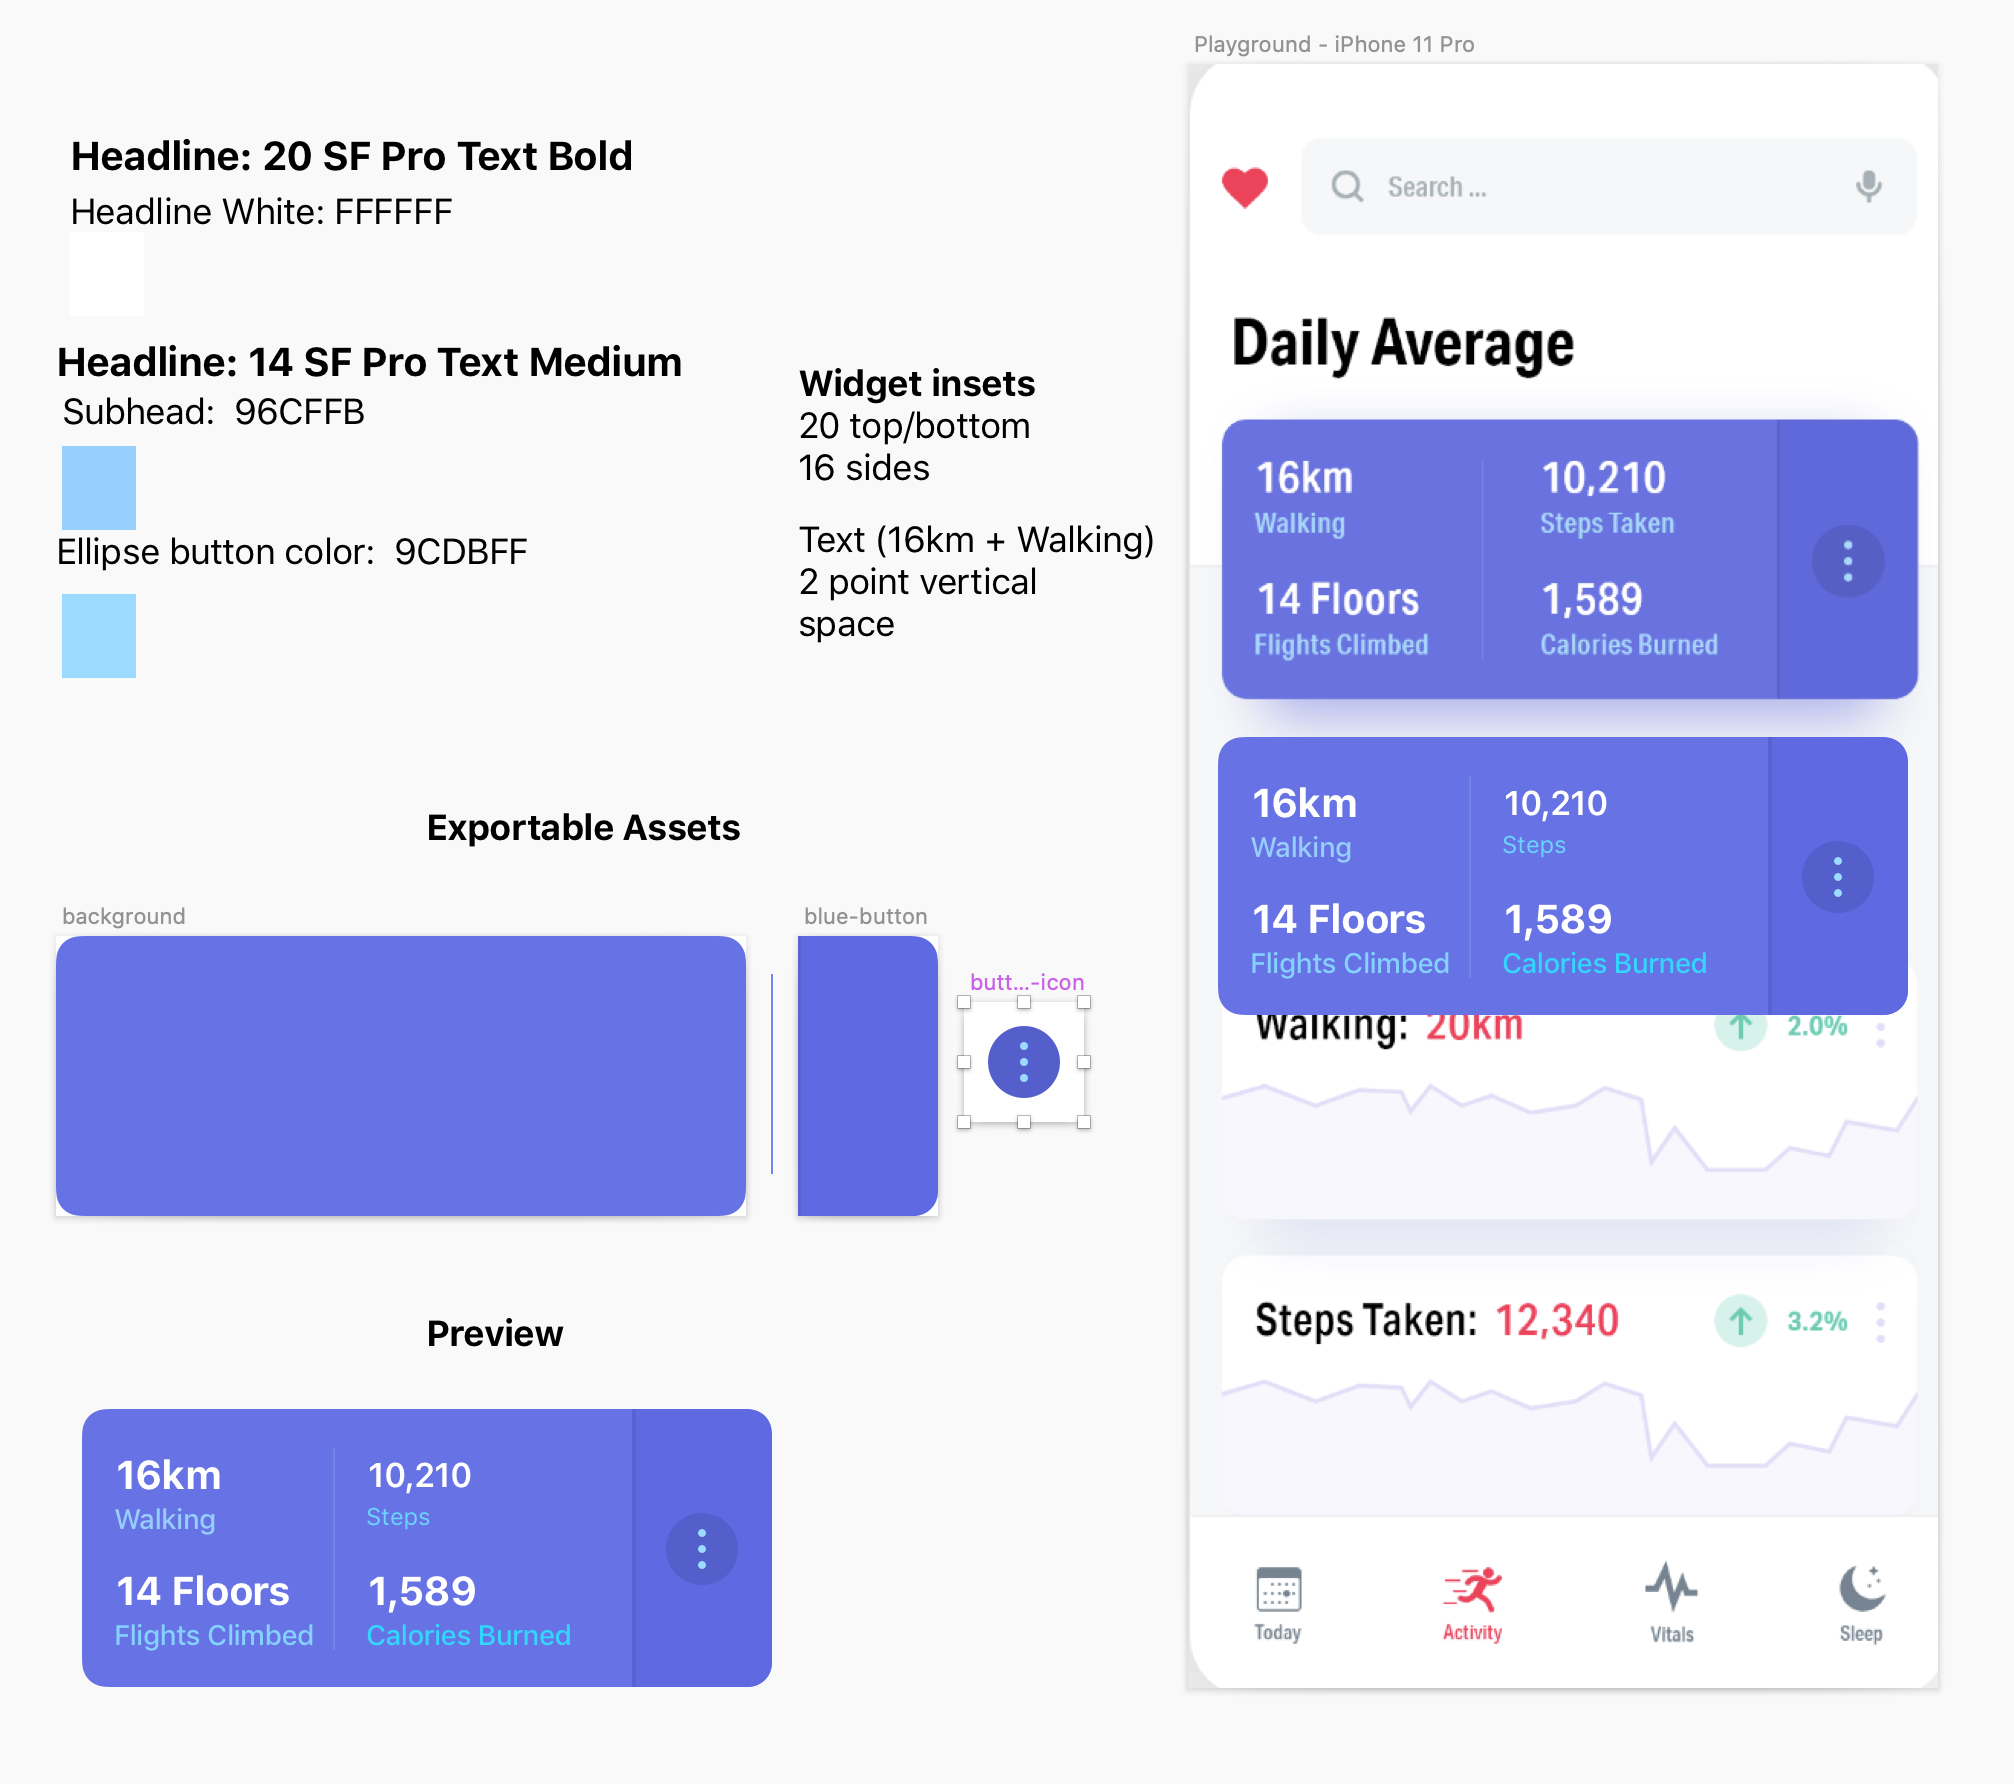 Playground - iPhone 11 Pro
Headline: 20 SF Pro Text Bold
Headline White: FFFFFF
Headline: 14 SF Pro Text Medium
Subhead: 96CFFB
Ellipse button color: 9CDBFF
Widget insets
20 top/bottom
16 sides
Text (16km + Walking)
2 point vertical
space
Exportable Assets
background
blue-button
butt...-icon
Preview
16km
Walking
10,210
Steps
14 Floors
Flights Climbed
1,589
Calories Burned
Search ...
Daily Average
16km
Walking
10,210
Steps Taken
14 Floors
Flights Climbed
1,589
Calories Burned
16km
Walking
10,210
Steps
14 Floors
Flights Climbed
1,589
Calories Burned
Walking: 20km
2.0%
Steps Taken: 12,340
3.2%
Today
Activity
Vitals
Sleep